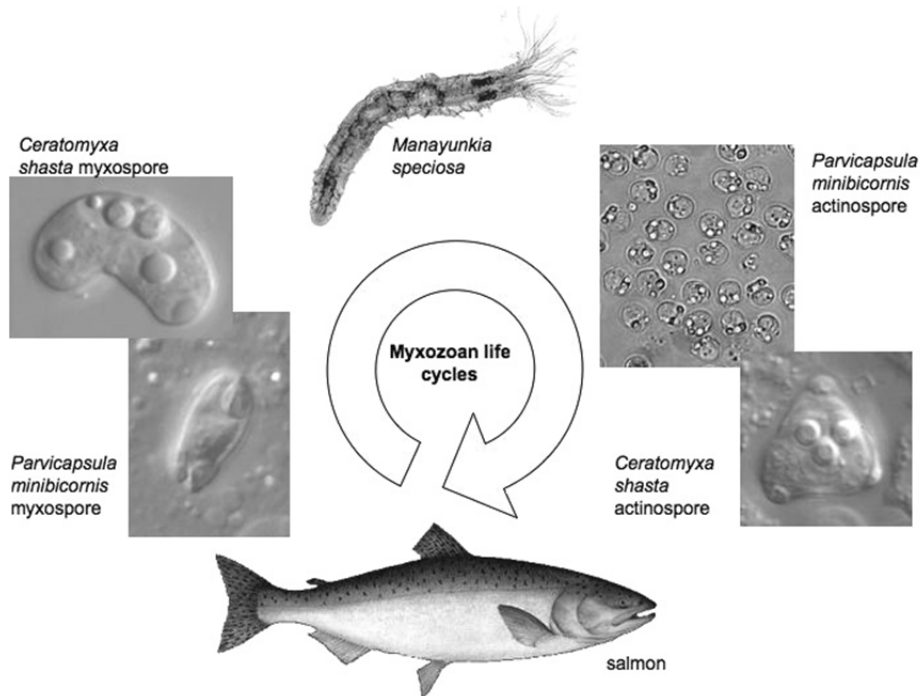 Ceratomyxa
shasta myxospore
Manayunkia
speciosa
Parvicapsula
minibicornis
actinospore
Myxozoan life
cycles
Parvicapsula
minibicornis
myxospore
Ceratomyxa
shasta
actinospore
salmon